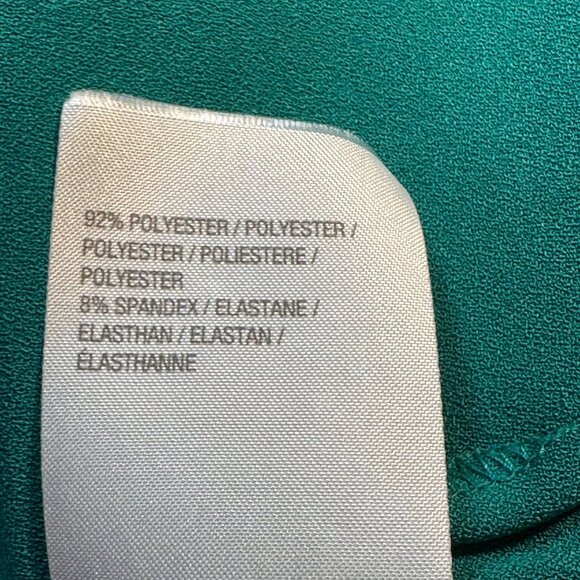 92% POLYESTER / POLYESTER /
POLYESTER / POLIESTERE /
POLYESTER
8% SPANDEX / ELASTANE /
ELASTHAN / ELASTAN /
ÉLASTHANNE